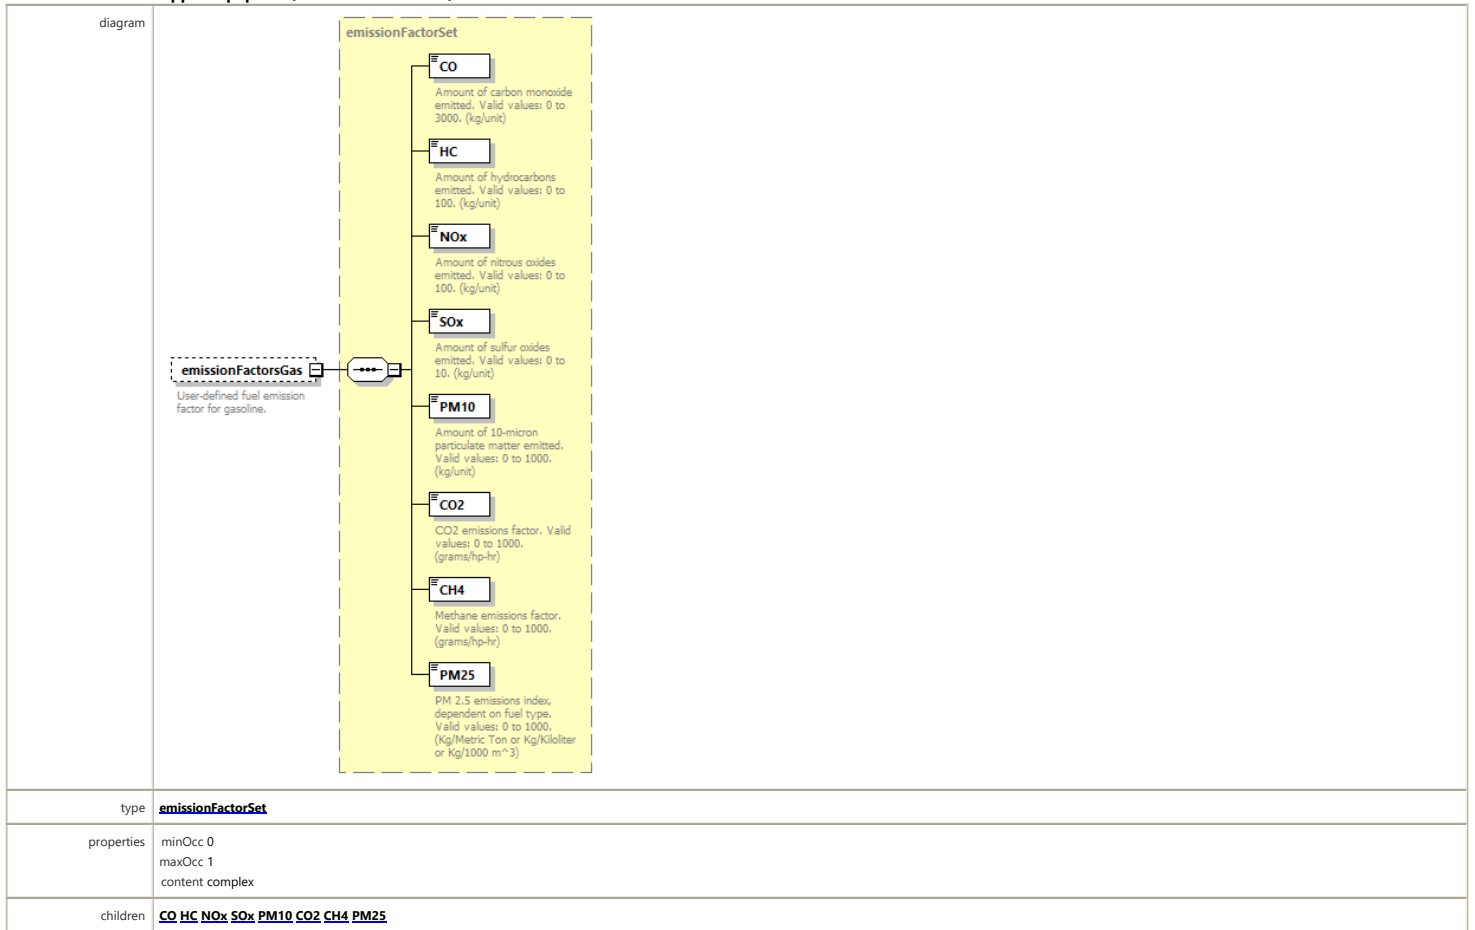 diagram
emissionFactorSet
CO
Amount of carbon monoxide
emitted. Valid values: 0 to
3000. (kg/unit)
HC
Amount of hydrocarbons
emitted. Valid values: 0 to
100. (kg/unit)
NOx
Amount of nitrous oxides
emitted. Valid values: 0 to
100. (kg/unit)
SOx
Amount of sulfur oxides
emitted. Valid values: 0 to
10. (kg/unit)
emissionFactorsGas
User-defined fuel emission
factor for gasoline.
PM10
Amount of 10-micron
particulate matter emitted.
Valid values: 0 to 1000.
(kg/unit)
CO2
CO2 emissions factor. Valid
values: 0 to 1000.
(grams/hp-hr)
CH4
Methane emissions factor.
Valid values: 0 to 1000.
(grams/hp-hr)
PM25
PM 2.5 emissions index,
dependent on fuel type.
Valid values: 0 to 1000.
(Kg/Metric Ton or Kg/Kiloliter
or Kg/1000 m^3)
type emissionFactorSet
properties minOcc 0
maxOcc 1
content complex
children CO HC NOx SOx PM10 CO2 CH4 PM25